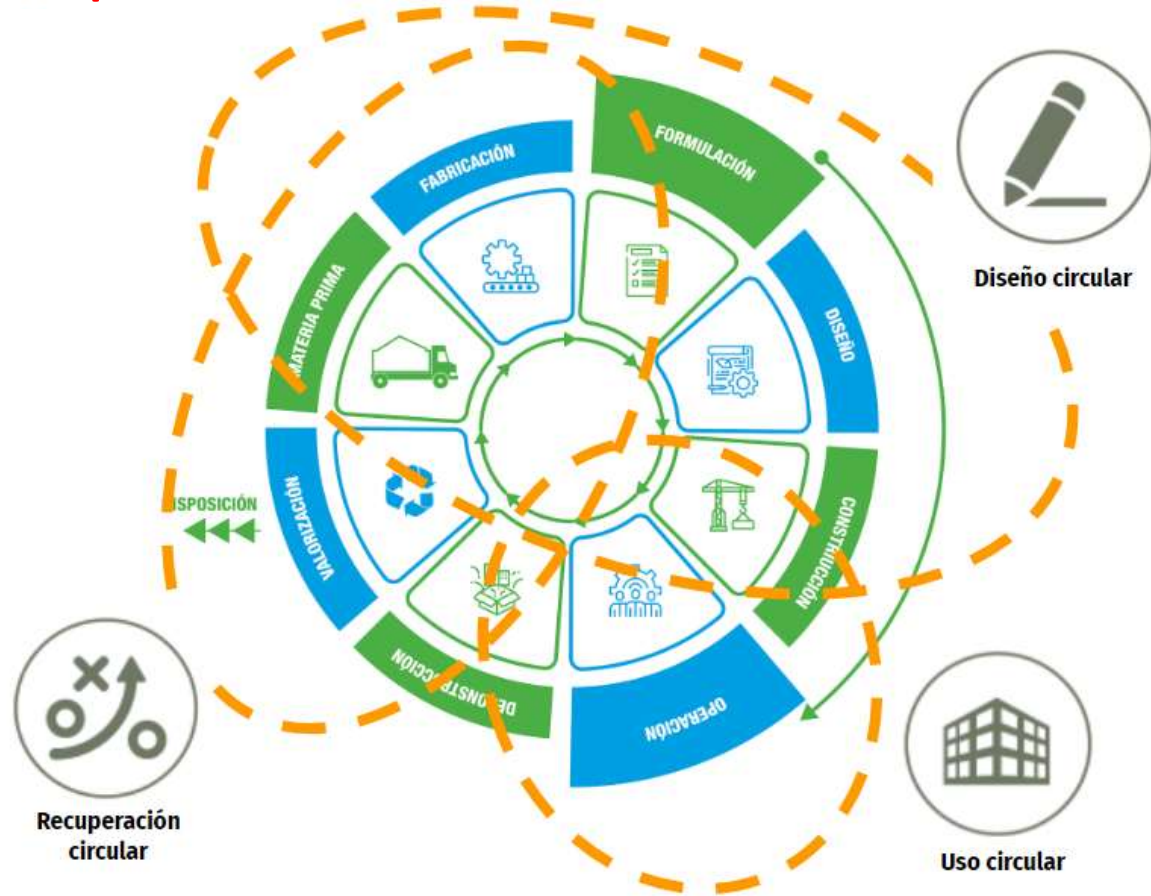 FORMULACIÓN
DISEÑO
CONSTRUCCIÓN
OPERACIÓN
DECONSTRUCCIÓN
VALORIZACIÓN
MATERIA PRIMA
FABRICACIÓN
DISPOSICIÓN
Diseño circular
Uso circular
Recuperación
circular